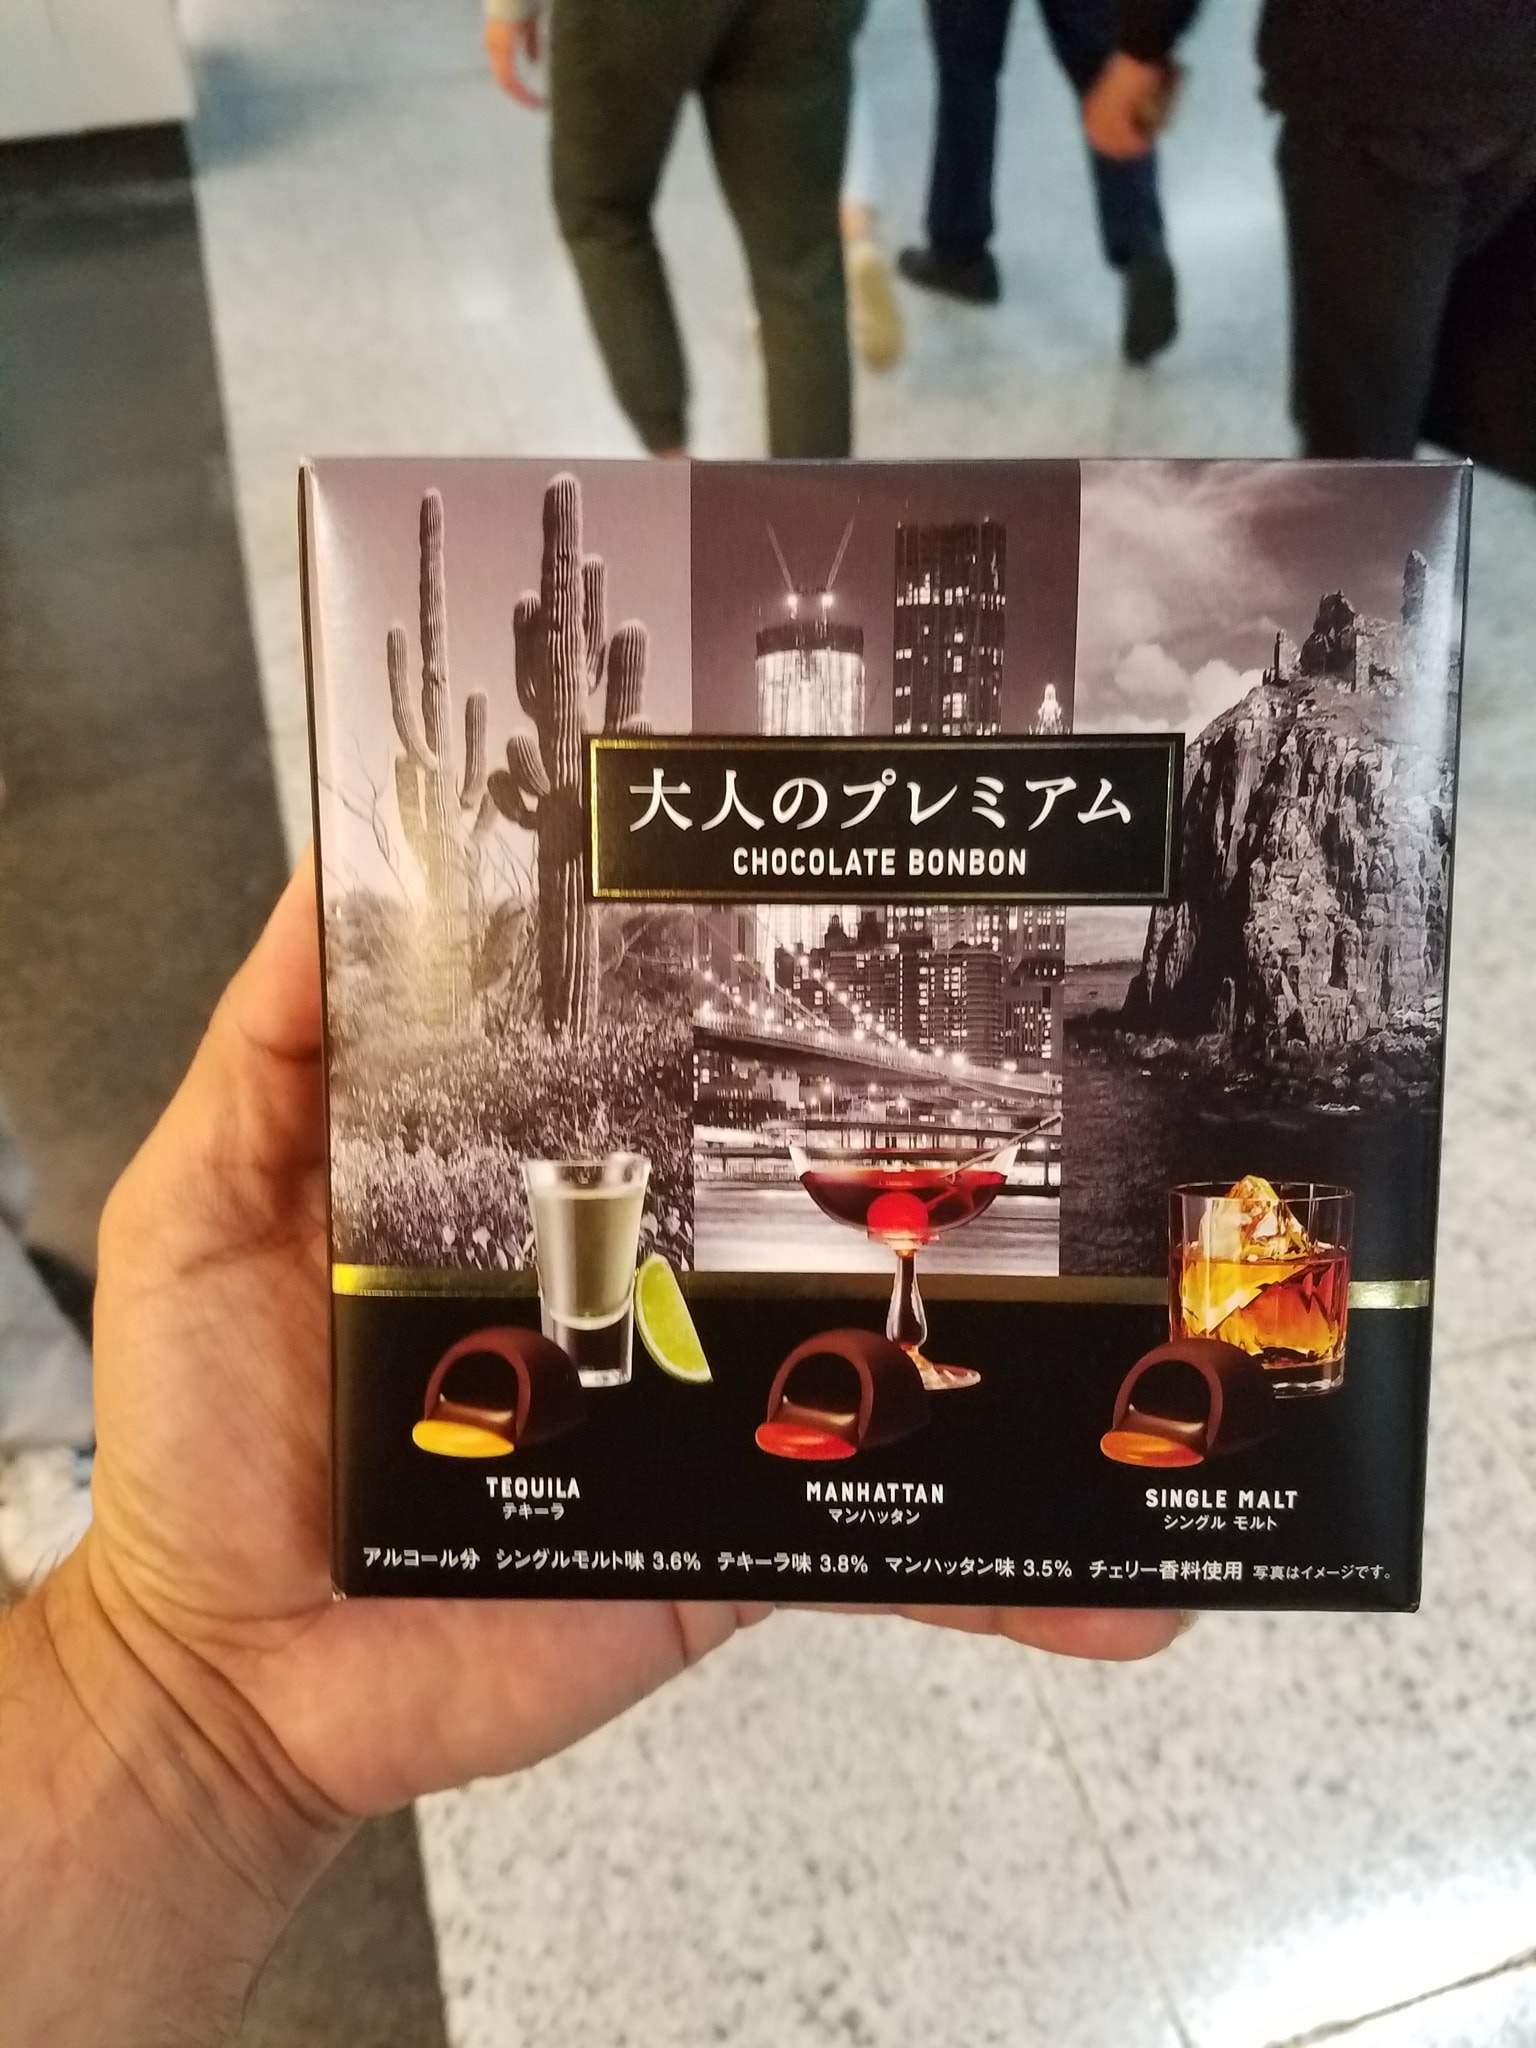 大人のプレミアム
CHOCOLATE BONBON
TEQUILA
テキーラ
MANHATTAN
マンハッタン
SINGLE MALT
シングル モルト
アルコール分 シングルモルト味 3.6% テキーラ味 3.8% マンハッタン味 3.5% チェリー香料使用 写真はイメージです。